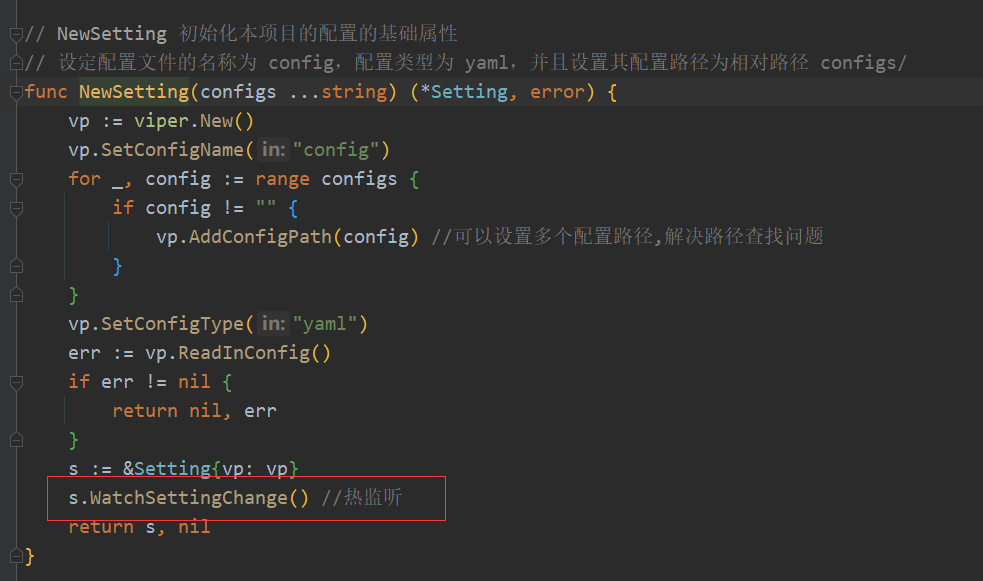 // NewSetting 初始化本项目的配置的基础属性
// 设定配置文件的名称为 config，配置类型为 yaml，并且设置其配置路径为相对路径 configs/
func NewSetting(configs ...string) (*Setting, error) {
    vp := viper.New()
    vp.SetConfigName( in: "config")
    for _, config := range configs {
        if config != "" {
            vp.AddConfigPath(config) //可以设置多个配置路径,解决路径查找问题
        }
    }
    vp.SetConfigType( in: "yaml")
    err := vp.ReadInConfig()
    if err != nil {
        return nil, err
    }
    s := &Setting{vp: vp}
    s.WatchSettingChange() //热监听
    return s, nil
}